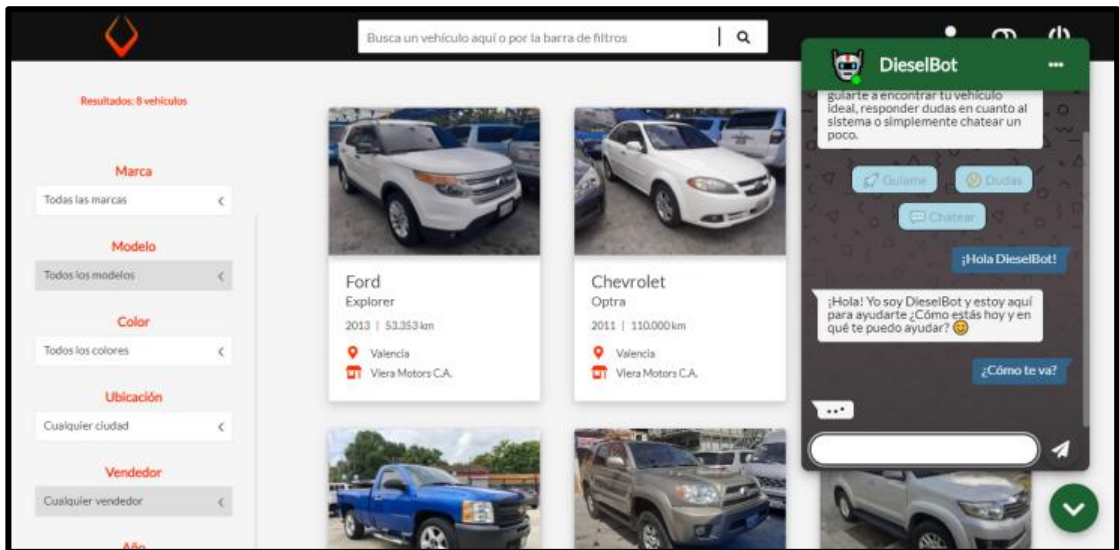 Busca un vehículo aquí o por la barra de filtros
Resultados: 8 vehículos
Marca
Todas las marcas
Modelo
Todos los modelos
Color
Todos los colores
Ubicación
Cualquier ciudad
Vendedor
Cualquier vendedor
Año
Ford
Explorer
2013 | 53.353 km
Valencia
Viera Motors C.A.
Chevrolet
Optra
2011 | 110.000 km
Valencia
Viera Motors C.A.
DieselBot
guiarte a encontrar tu vehículo
ideal, responder dudas en cuanto al
sistema o simplemente chatear un
poco.
Guíame
Dudas
Chatear
¡Hola DieselBot!
¡Hola! Yo soy DieselBot y estoy aquí
para ayudarte ¿Cómo estás hoy y en
qué te puedo ayudar?
¿Cómo te va?